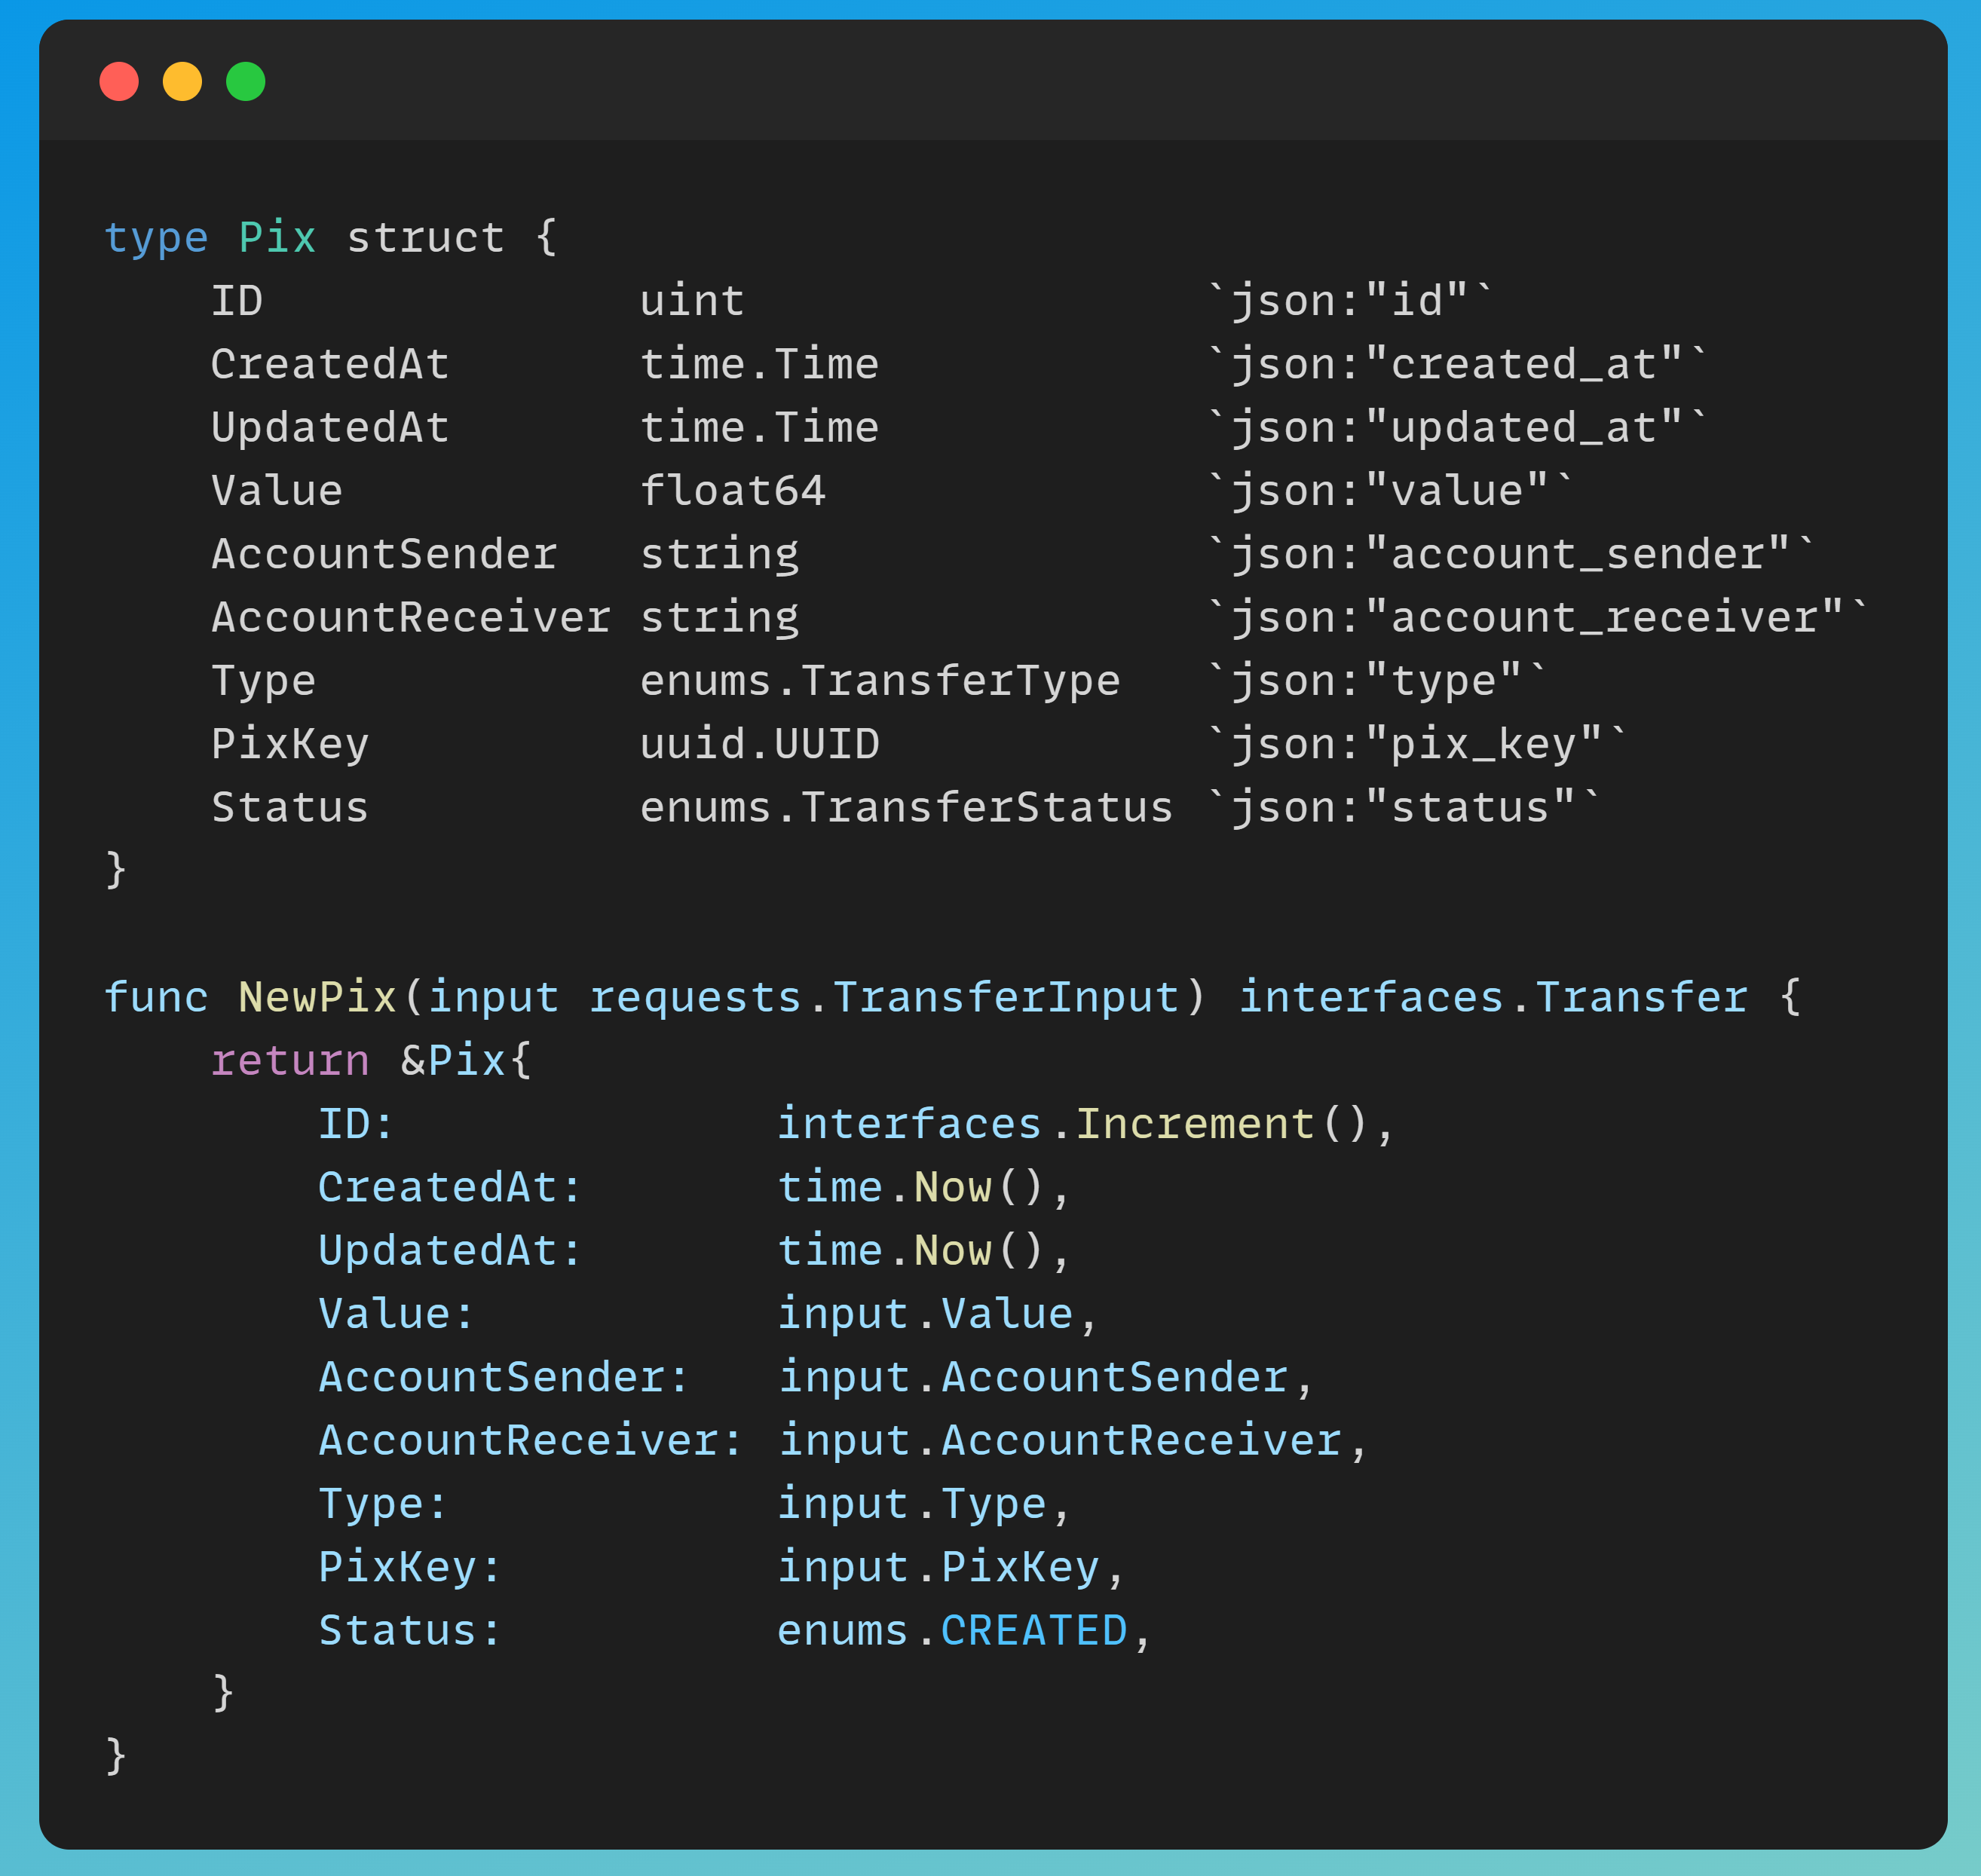 type Pix struct {
    ID              uint                 `json:"id"`
    CreatedAt       time.Time            `json:"created_at"`
    UpdatedAt       time.Time            `json:"updated_at"`
    Value           float64              `json:"value"`
    AccountSender   string               `json:"account_sender"`
    AccountReceiver string               `json:"account_receiver"`
    Type            enums.TransferType   `json:"type"`
    PixKey          uuid.UUID            `json:"pix_key"`
    Status          enums.TransferStatus `json:"status"`
}

func NewPix(input requests.TransferInput) interfaces.Transfer {
    return &Pix{
        ID:              interfaces.Increment(),
        CreatedAt:       time.Now(),
        UpdatedAt:       time.Now(),
        Value:           input.Value,
        AccountSender:   input.AccountSender,
        AccountReceiver: input.AccountReceiver,
        Type:            input.Type,
        PixKey:          input.PixKey,
        Status:          enums.CREATED,
    }
}